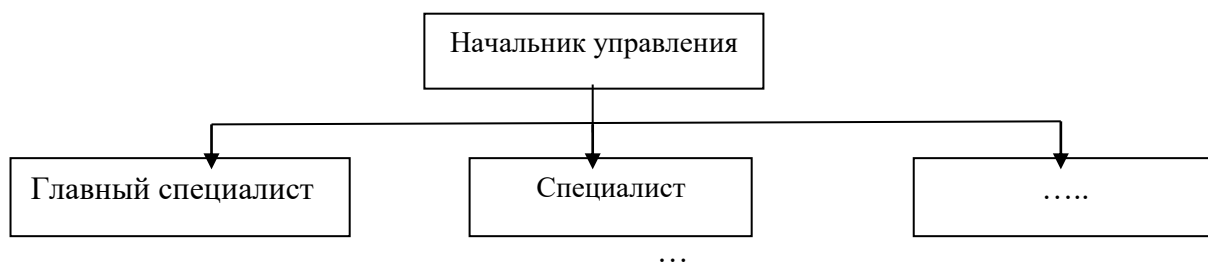 Начальник управления
Главный специалист
Специалист
…..
…